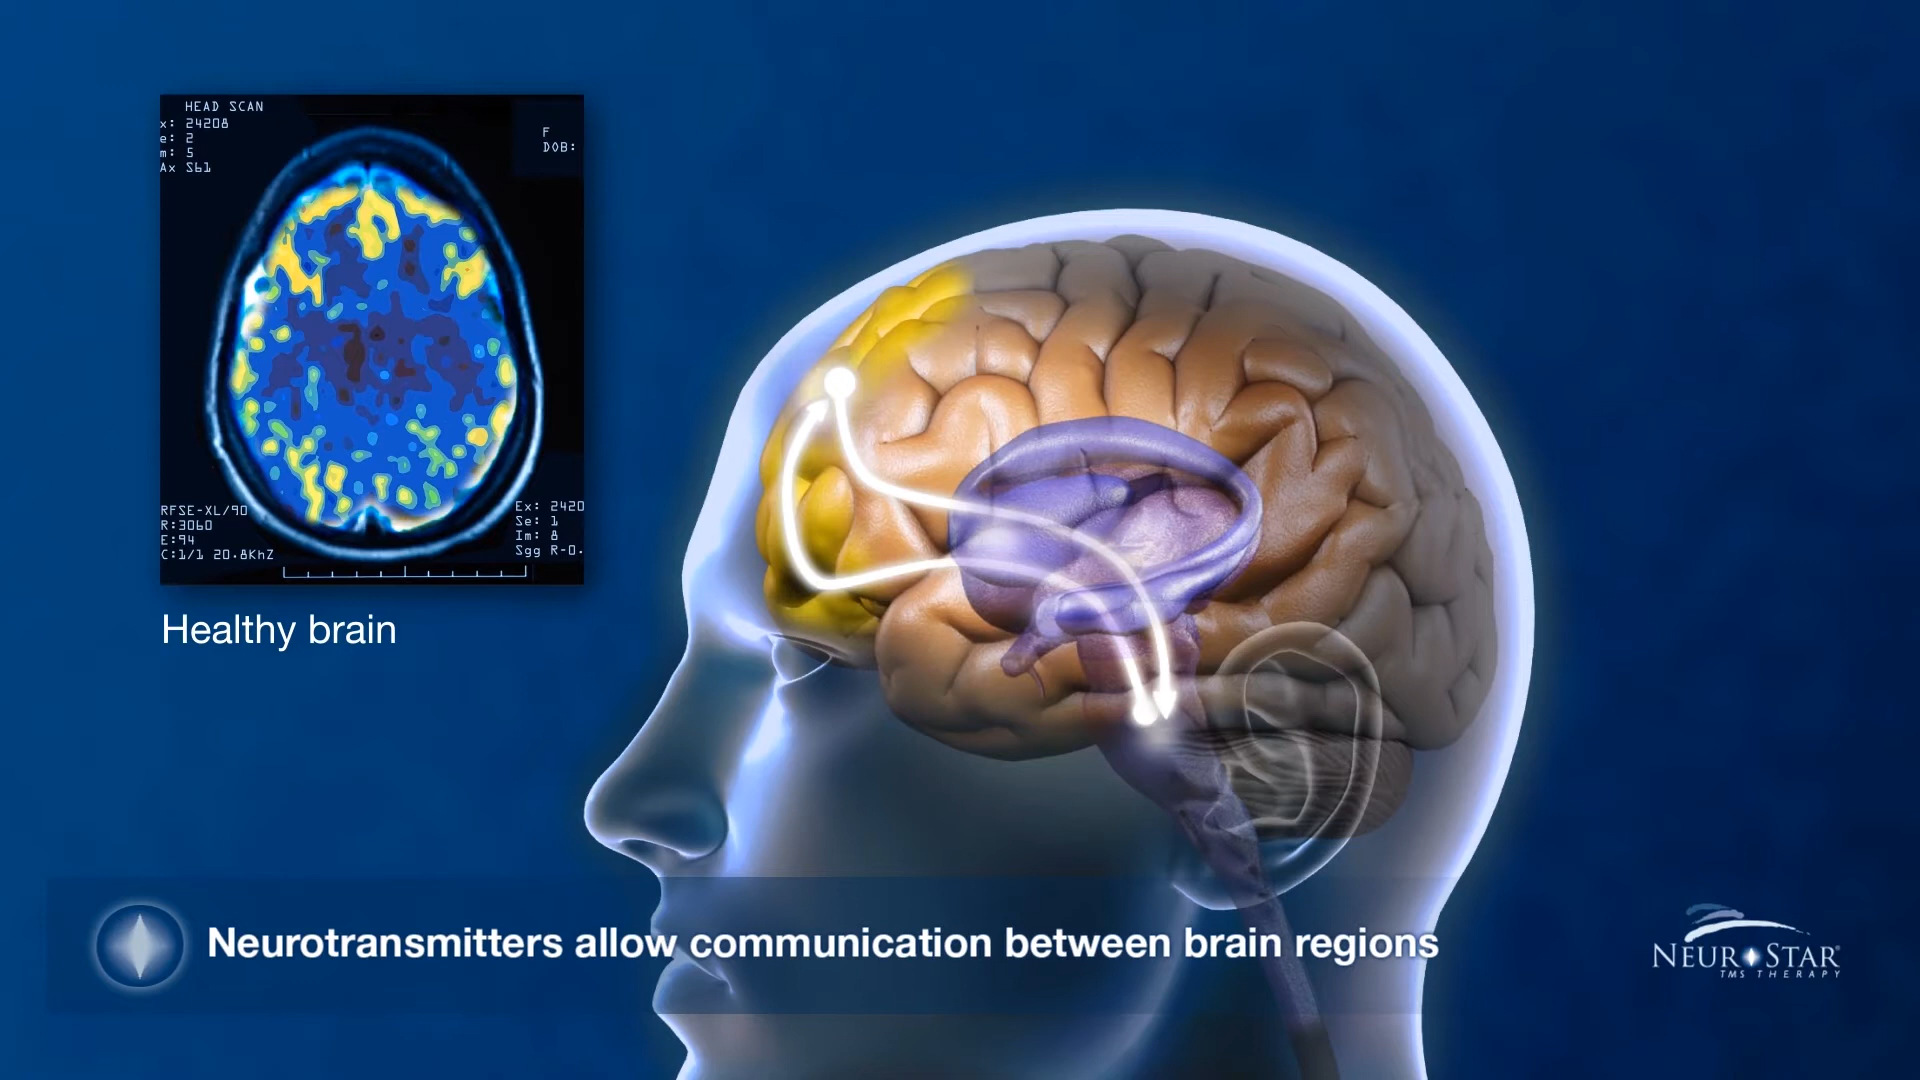 HEAD SCAN
x: 24208
e: 2
m: 5
Ax S61
F
DOB:
RFSE-XL/90
R:3060
E:94
C:1/1 20.8KhZ
Ex: 2420
Se: 1
Im: 8
Sgg R-0.
Healthy brain
Neurotransmitters allow communication between brain regions
NEUROSTAR®
TMS THERAPY